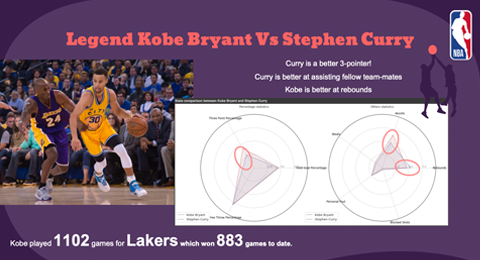 Legend Kobe Bryant Vs Stephen Curry
NBA
Curry is a better 3-pointer!
Curry is better at assisting fellow team-mates
Kobe is better at rebounds
Stats comparison between Kobe Bryant and Stephen Curry
Percentage statistics
Others statistics
Three Point Percentage
Field Goal Percentage
Free Throw Percentage
Assists
Rebounds
Steals
Personal Foul
Blocked Shots
Kobe Bryant
Stephen Curry
Kobe Bryant
Stephen Curry
24
30
Kobe played 1102 games for Lakers which won 883 games to date.